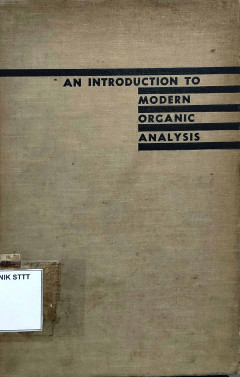 AN INTRODUCTION TO
MODERN
ORGANIC
ANALYSIS
NIK STTT